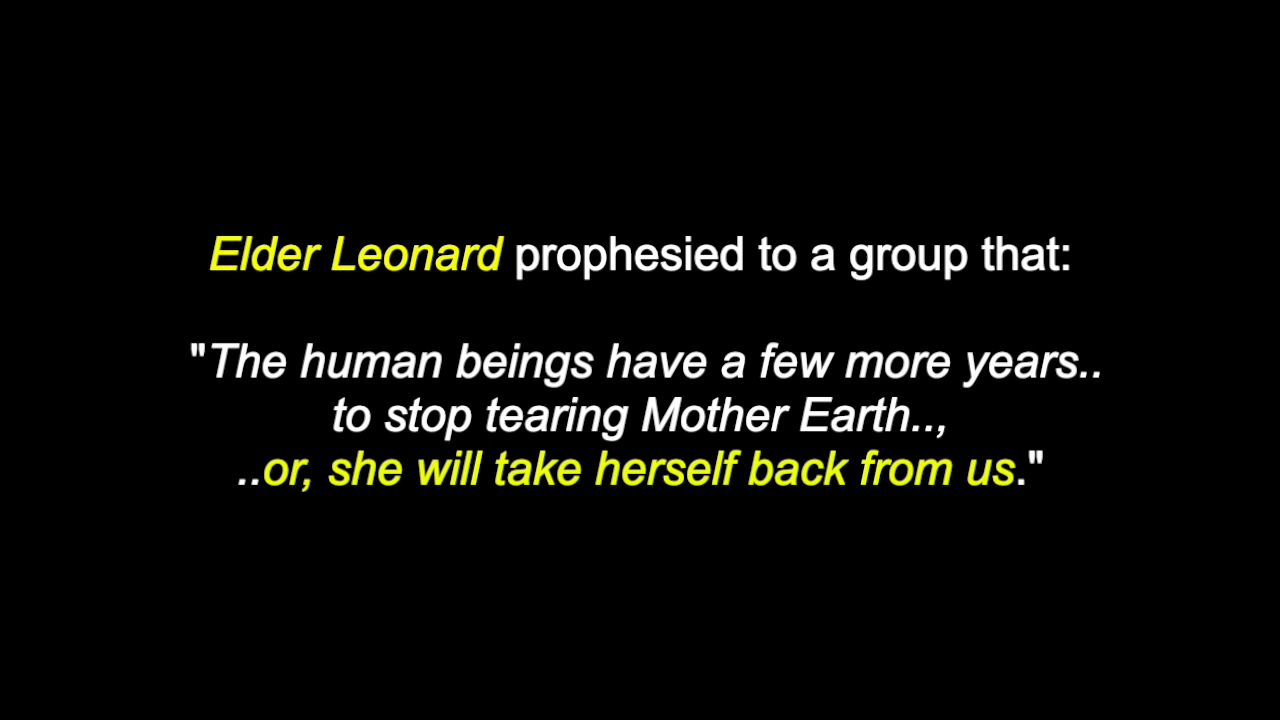 Elder Leonard prophesied to a group that:
"The human beings have a few more years..
to stop tearing Mother Earth..,
..or, she will take herself back from us."